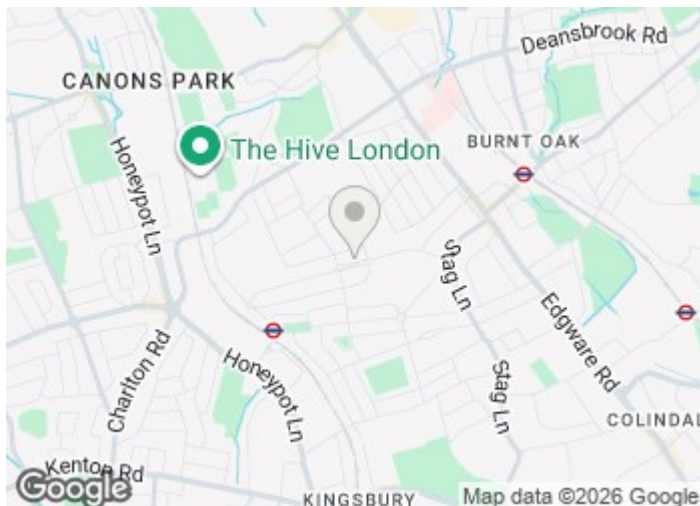 Deansbrook Rd
CANONS PARK
Honeypot Ln
The Hive London
BURNT OAK
Stag Ln
Edgware Rd
Charlton Rd
Honeypot Ln
Stag Ln
COLINDAL
Kenton Rd
KINGSBURY
Google
Map data ©2026 Google